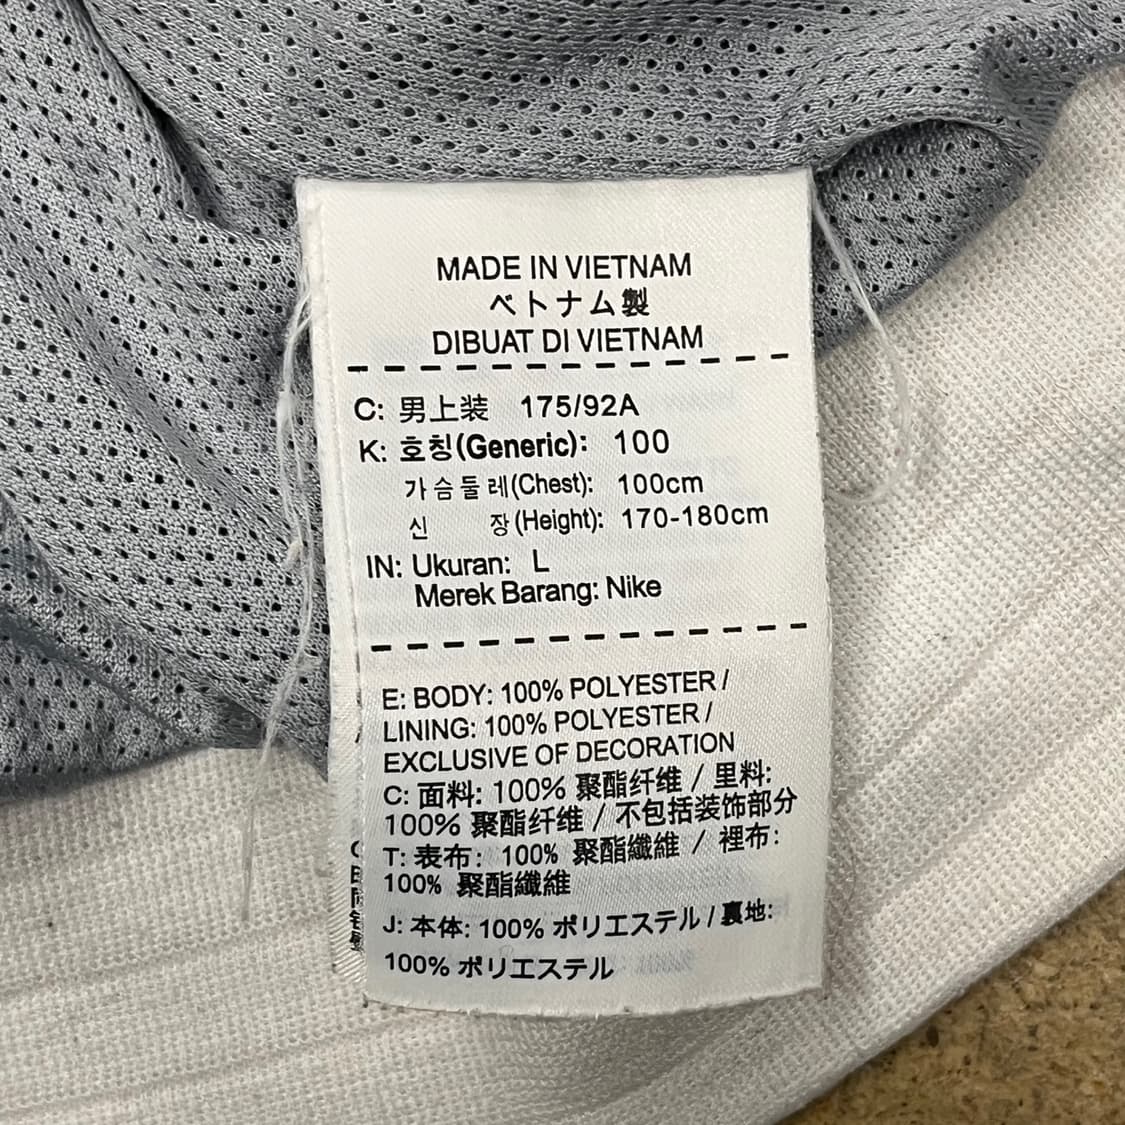 MADE IN VIETNAM
ベトナム製
DIBUAT DI VIETNAM
C: 男上装 175/92A
K: 호칭(Generic): 100
가슴둘레(Chest): 100cm
신 장(Height): 170-180cm
IN: Ukuran: L
Merek Barang: Nike
E: BODY: 100% POLYESTER /
LINING: 100% POLYESTER /
EXCLUSIVE OF DECORATION
C: 面料: 100% 聚酯纤维 / 里料:
100% 聚酯纤维 / 不包括装饰部分
T: 表布: 100% 聚酯纖維 / 裡布:
100% 聚酯纖維
J: 本体: 100% ポリエステル / 裏地:
100% ポリエステル